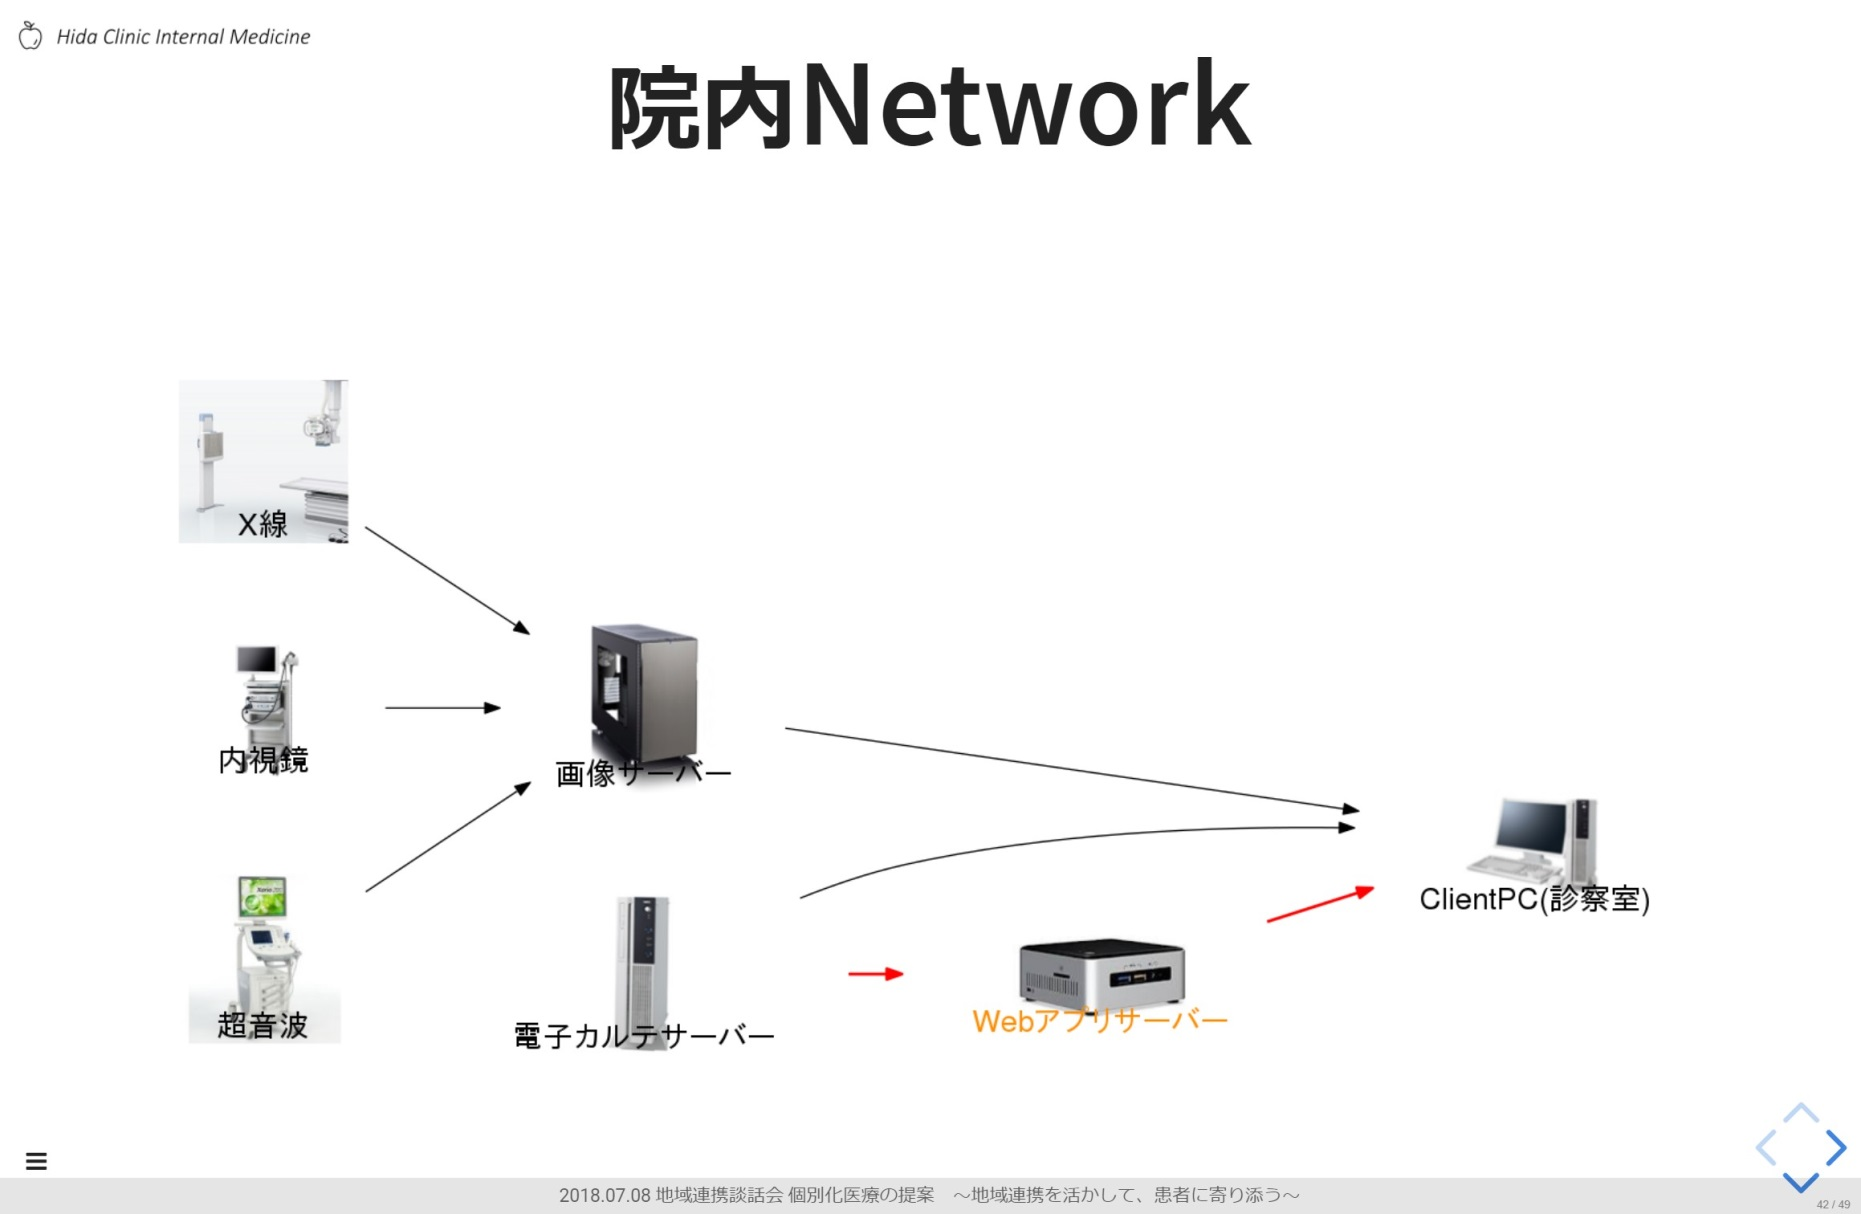 Hida Clinic Internal Medicine
院内Network
X線
内視鏡
画像サーバー
ClientPC(診察室)
超音波
電子カルテサーバー
Webアプリサーバー
2018.07.08 地域連携談話会 個別化医療の提案　〜地域連携を活かして、患者に寄り添う〜
42 / 49